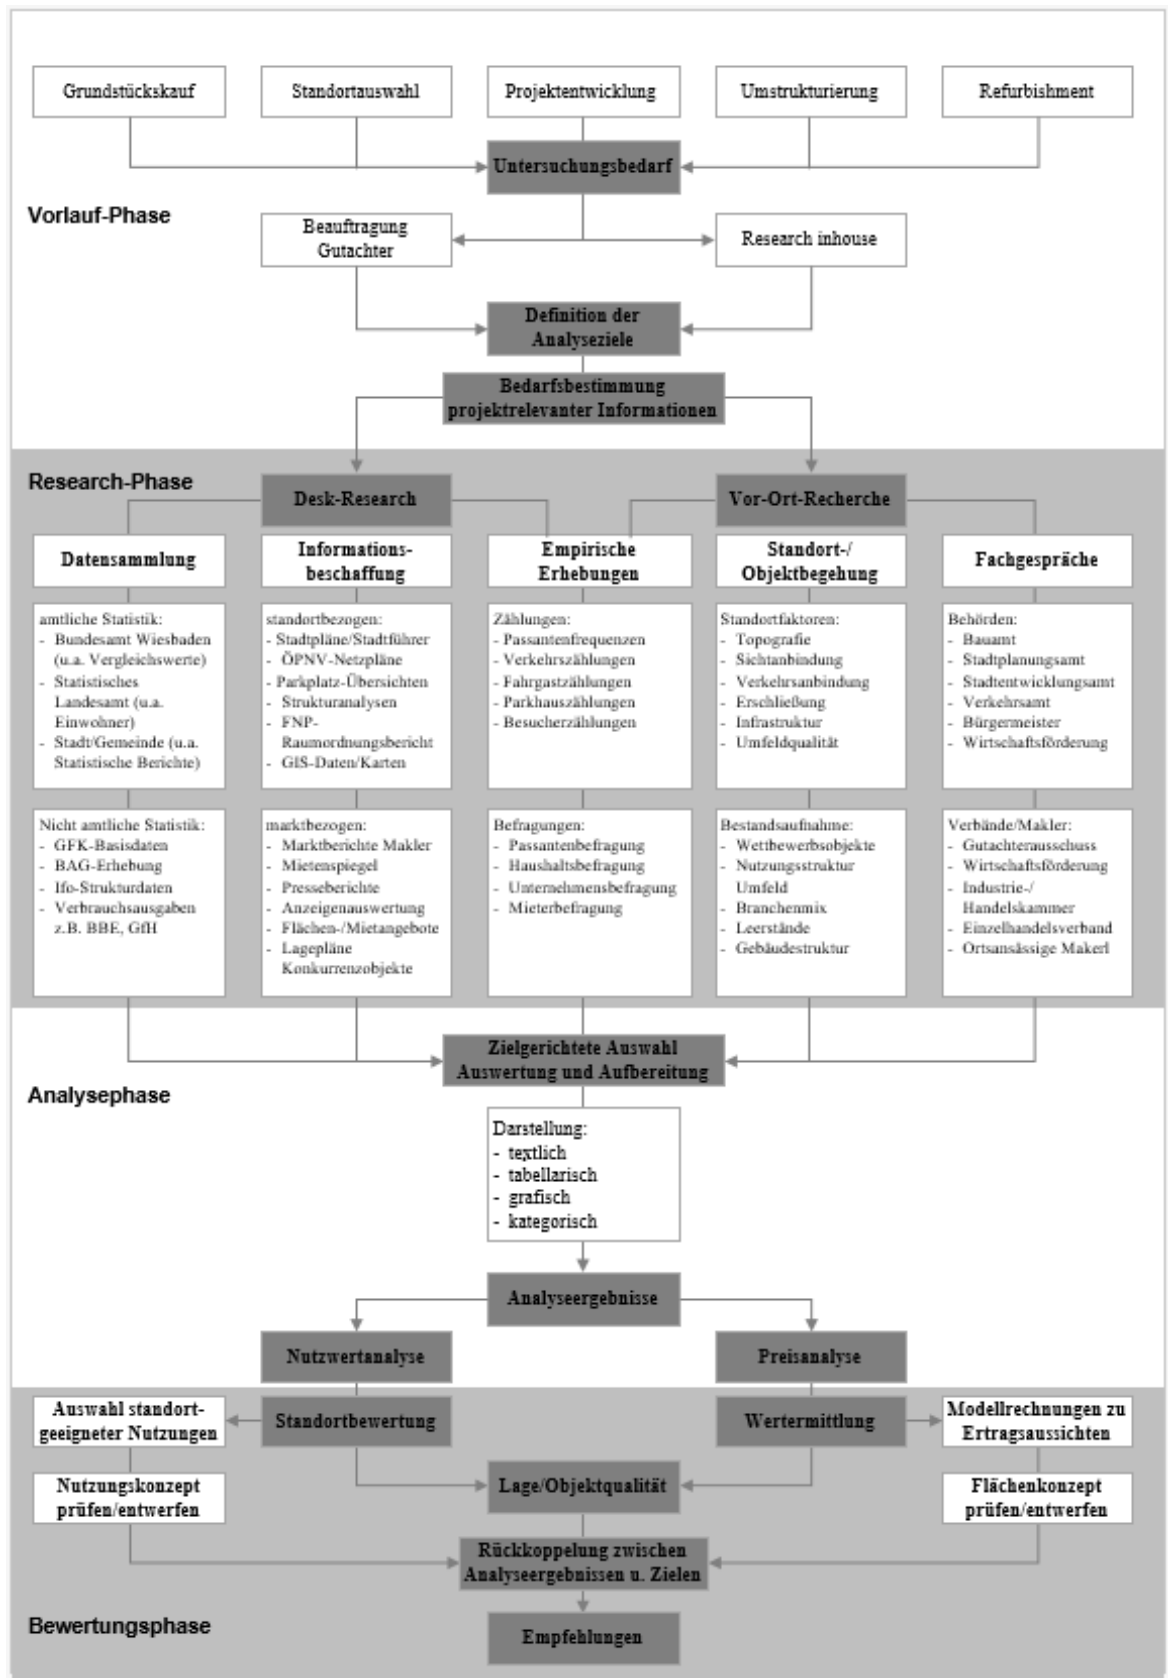 Grundstückskauf
Standortauswahl
Projektentwicklung
Umstrukturierung
Refurbishment
Untersuchungsbedarf
Vorlauf-Phase
Beauftragung
Gutachter
Research inhouse
Definition der
Analyseziele
Bedarfsbestimmung
projektrelevanter Informationen
Research-Phase
Desk-Research
Vor-Ort-Recherche
Datensammlung
Informations-
beschaffung
Empirische
Erhebungen
Standort-/
Objektbegehung
Fachgespräche
amtliche Statistik:
- Bundesamt Wiesbaden
(u.a. Vergleichswerte)
- Statistisches
Landesamt (u.a.
Einwohner)
- Stadt/Gemeinde (u.a.
Statistische Berichte)
standortbezogen:
- Stadtpläne/Stadtführer
- ÖPNV-Netzpläne
- Parkplatz-Übersichten
- Strukturanalysen
- FNP-
Raumordnungsbericht
- GIS-Daten/Karten
Zählungen:
- Passantenfrequenzen
- Verkehrszählungen
- Fahrgastzählungen
- Parkhauszählungen
- Besucherzählungen
Standortfaktoren:
- Topografie
- Sichtanbindung
- Verkehrsanbindung
- Erschließung
- Infrastruktur
- Umfeldqualität
Behörden:
- Bauamt
- Stadtplanungsamt
- Stadtentwicklungsamt
- Verkehrsamt
- Bürgermeister
- Wirtschaftsförderung
Nicht amtliche Statistik:
- GFK-Basisdaten
- BAG-Erhebung
- Ifo-Strukturdaten
- Verbrauchsausgaben
z.B. BBE, GfH
marktbezogen:
- Marktberichte Makler
- Mietenspiegel
- Presseberichte
- Anzeigenauswertung
- Flächen-/Mietangebote
- Lagepläne
Konkurrenzobjekte
Befragungen:
- Passantenbefragung
- Haushaltsbefragung
- Unternehmensbefragung
- Mieterbefragung
Bestandsaufnahme:
- Wettbewerbsobjekte
- Nutzungsstruktur
Umfeld
- Branchenmix
- Leerstände
- Gebäudestruktur
Verbände/Makler:
- Gutachterausschuss
- Wirtschaftsförderung
- Industrie-/
Handelskammer
- Einzelhandelsverband
- Ortsansässige Makerl
Zielgerichtete Auswahl
Auswertung und Aufbereitung
Analysephase
Darstellung:
- textlich
- tabellarisch
- grafisch
- kategorisch
Analyseergebnisse
Nutzwertanalyse
Preisanalyse
Auswahl standort-
geeigneter Nutzungen
Standortbewertung
Wertermittlung
Modellrechnungen zu
Ertragsaussichten
Nutzungskonzept
prüfen/entwerfen
Lage/Objektqualität
Flächenkonzept
prüfen/entwerfen
Rückkoppelung zwischen
Analyseergebnissen u. Zielen
Bewertungsphase
Empfehlungen